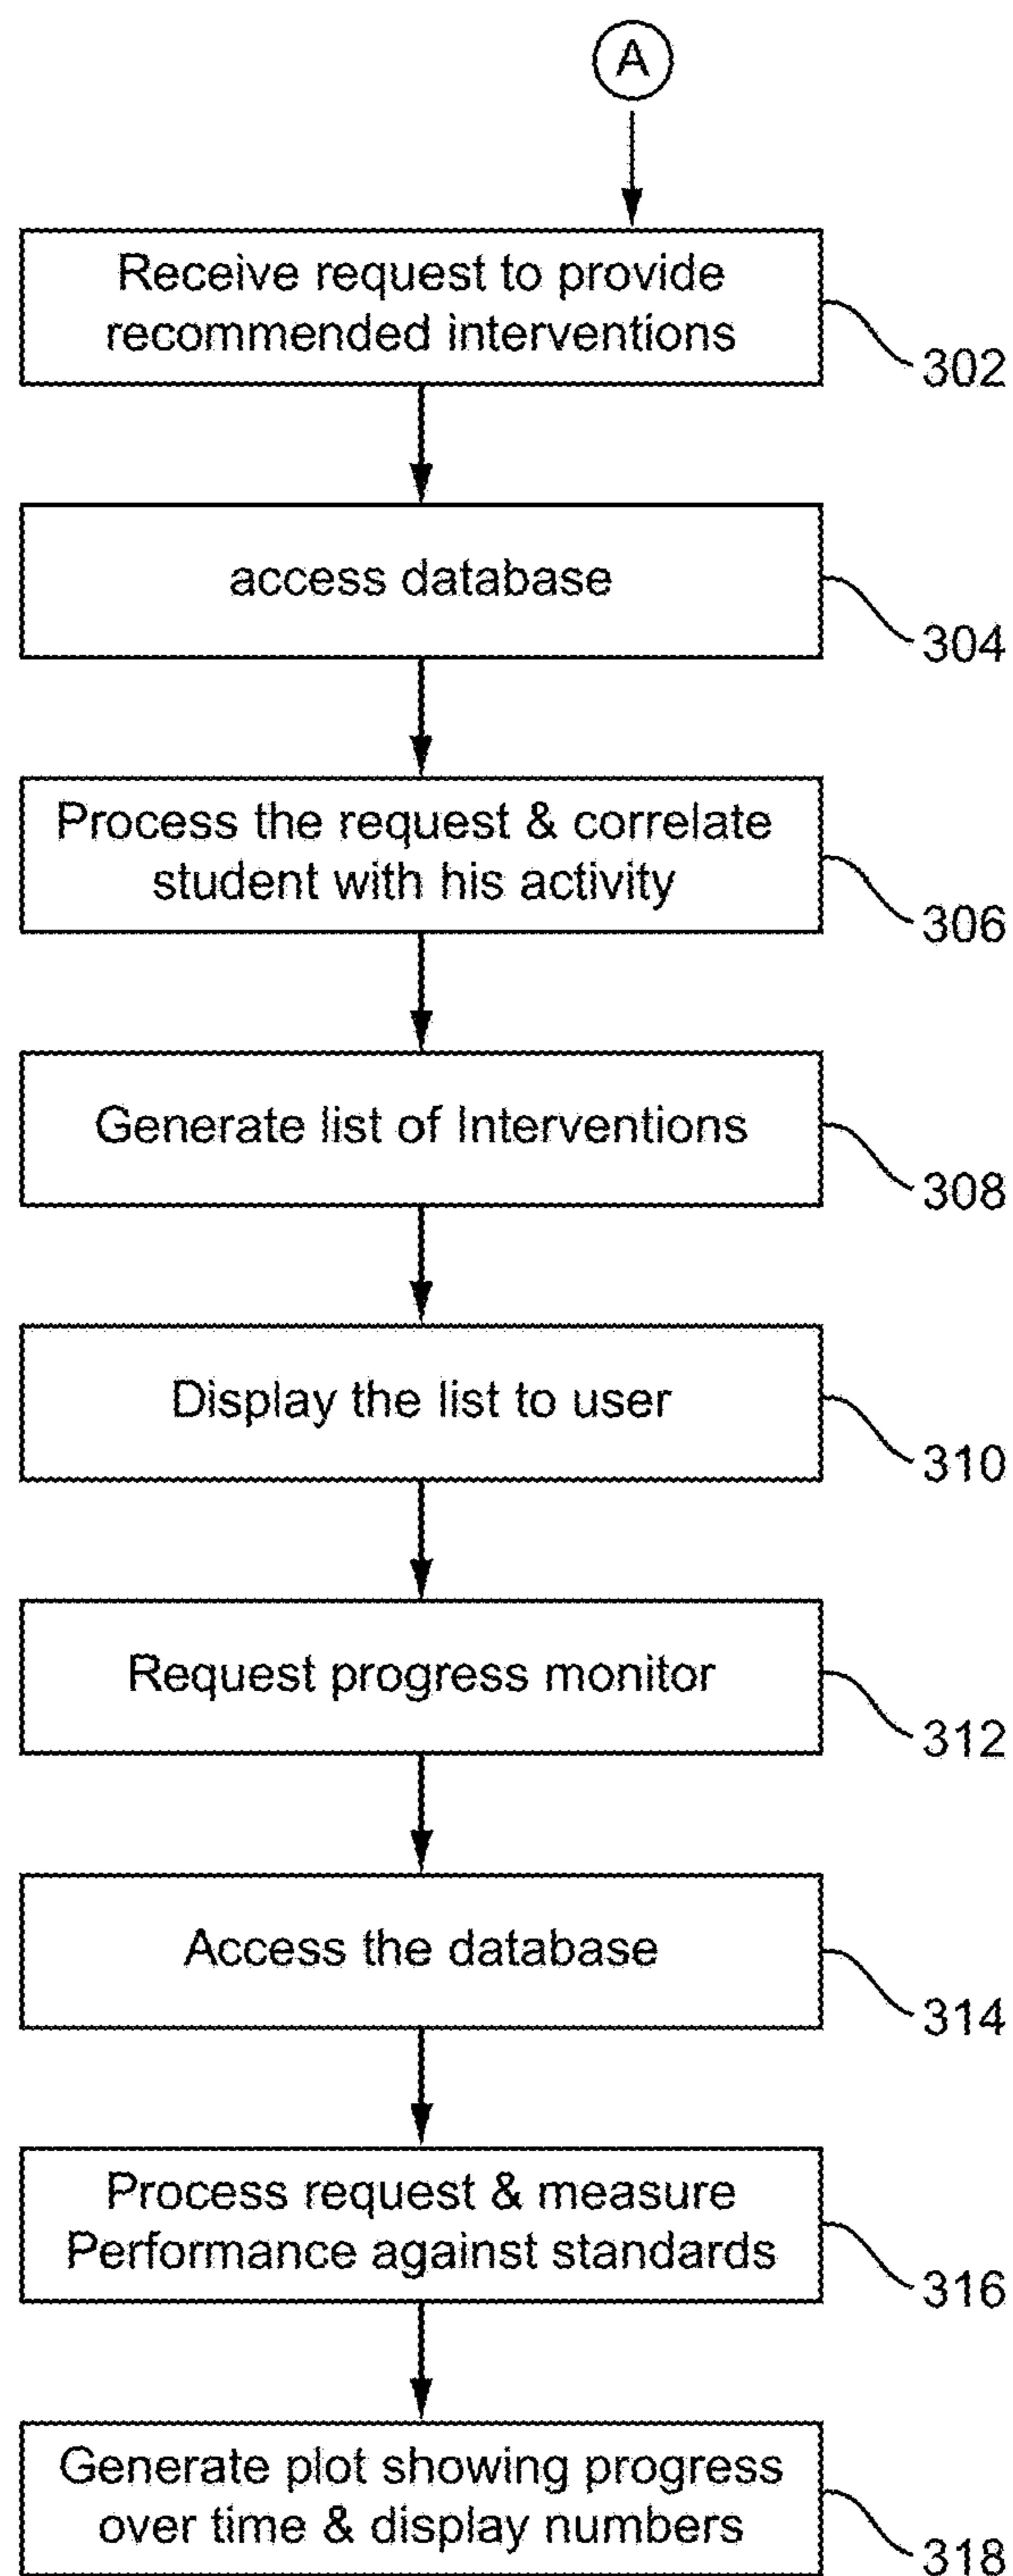 A
Receive request to provide
recommended interventions
302
access database
304
Process the request & correlate
student with his activity
306
Generate list of Interventions
308
Display the list to user
310
Request progress monitor
312
Access the database
314
Process request & measure
Performance against standards
316
Generate plot showing progress
over time & display numbers
318